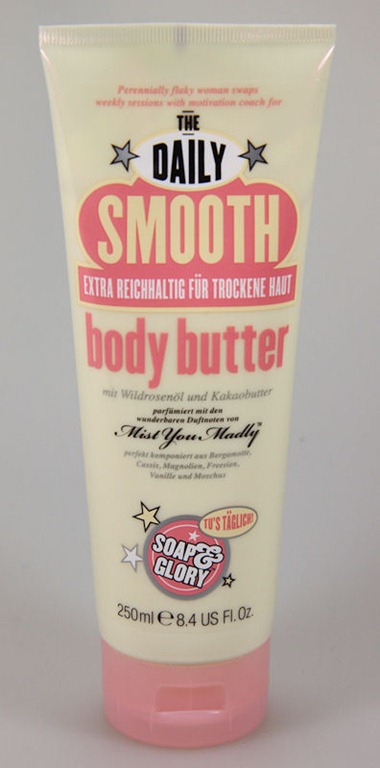 Perennially flaky woman swaps
weekly sessions with motivation coach for
THE
DAILY
SMOOTH
EXTRA REICHHALTIG FÜR TROCKENE HAUT
body butter
mit Wildrosenöl und Kakaobutter
parfümiert mit den
wunderbaren Duftnoten von
Mist You Madly™
perfekt komponiert aus Bergamotte,
Cassis, Magnolien, Freesien,
Vanille und Moschus
TU'S TÄGLICH!
SOAP &
GLORY™
250ml ℮ 8.4 US Fl.Oz.